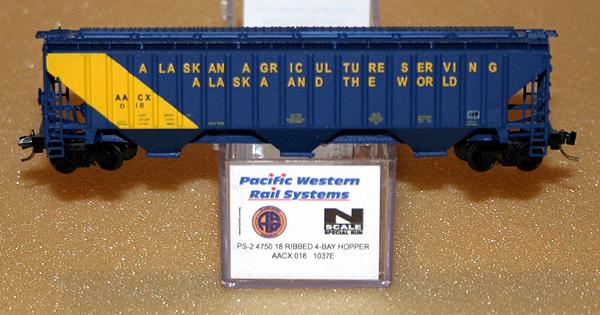 ALASKAN AGRICULTURE SERVING
ALASKA AND THE WORLD
AACX
018
Pacific Western
Rail Systems
N
SCALE
SPECIAL RUN
PS-2 4750 18 RIBBED 4-BAY HOPPER
AACX 018 1037E